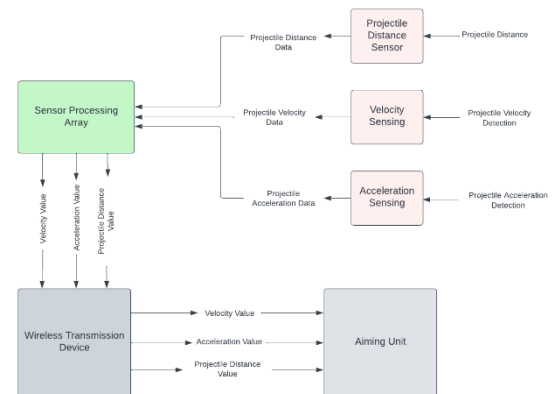 Projectile Distance Data
Projectile
Distance
Sensor
Projectile Distance
Sensor Processing
Array
Projectile Velocity
Data
Velocity
Sensing
Projectile Velocity
Detection
Projectile
Acceleration Data
Acceleration
Sensing
Projectile Acceleration
Detection
Velocity Value
Acceleration Value
Projectile Distance
Value
Wireless Transmission
Device
Velocity Value
Acceleration Value
Projectile Distance
Value
Aiming Unit